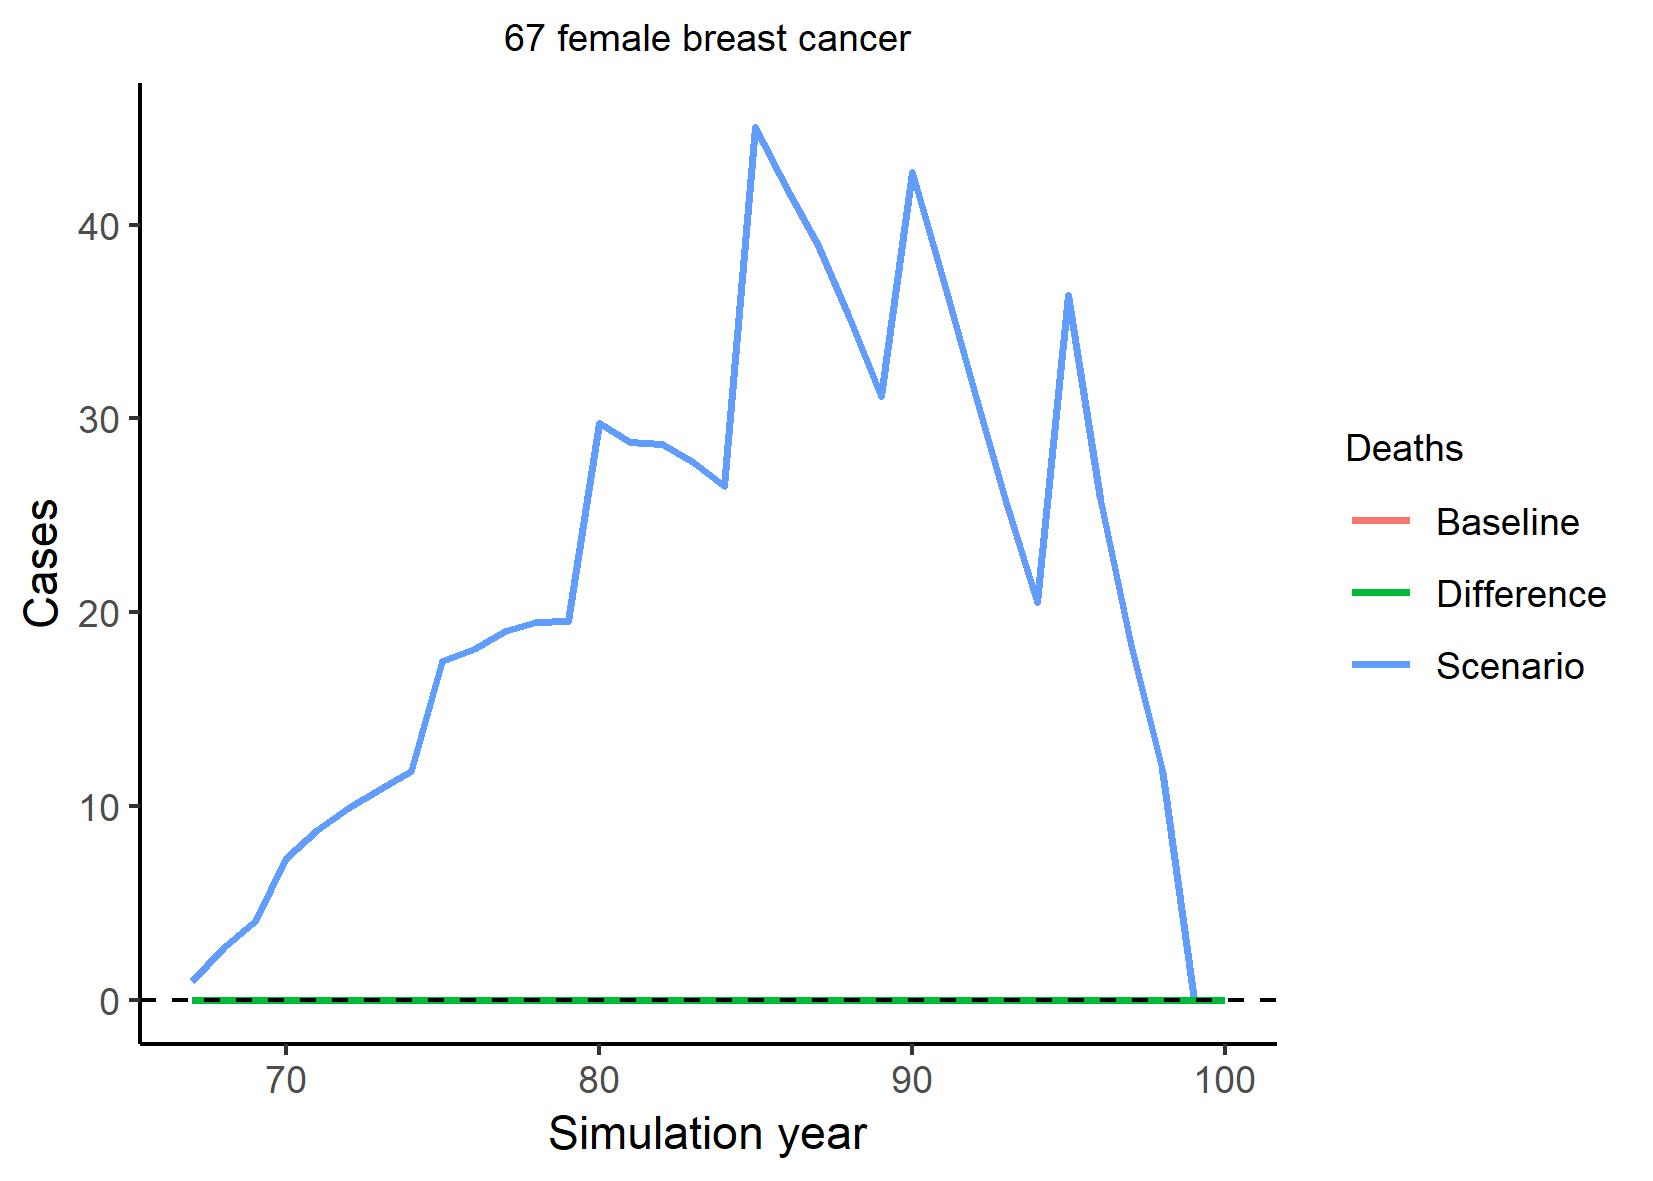 67 female breast cancer
Cases
40
30
20
10
0
70 80 90 100
Simulation year
Deaths
Baseline
Difference
Scenario